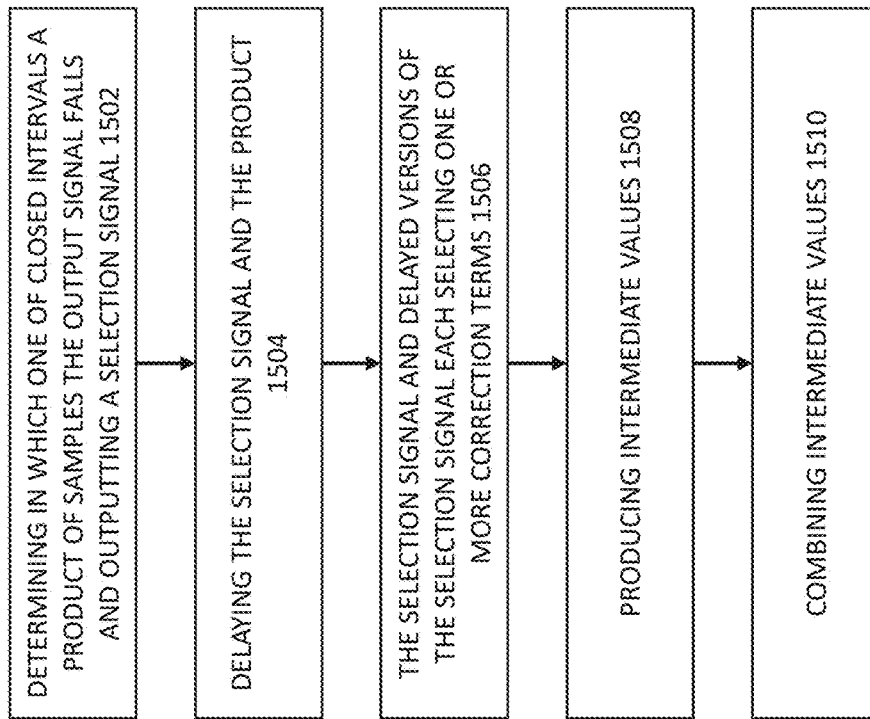 DETERMINING IN WHICH ONE OF CLOSED INTERVALS A
PRODUCT OF SAMPLES THE OUTPUT SIGNAL FALLS
AND OUTPUTTING A SELECTION SIGNAL 1502
DELAYING THE SELECTION SIGNAL AND THE PRODUCT
1504
THE SELECTION SIGNAL AND DELAYED VERSIONS OF
THE SELECTION SIGNAL EACH SELECTING ONE OR
MORE CORRECTION TERMS 1506
PRODUCING INTERMEDIATE VALUES 1508
COMBINING INTERMEDIATE VALUES 1510